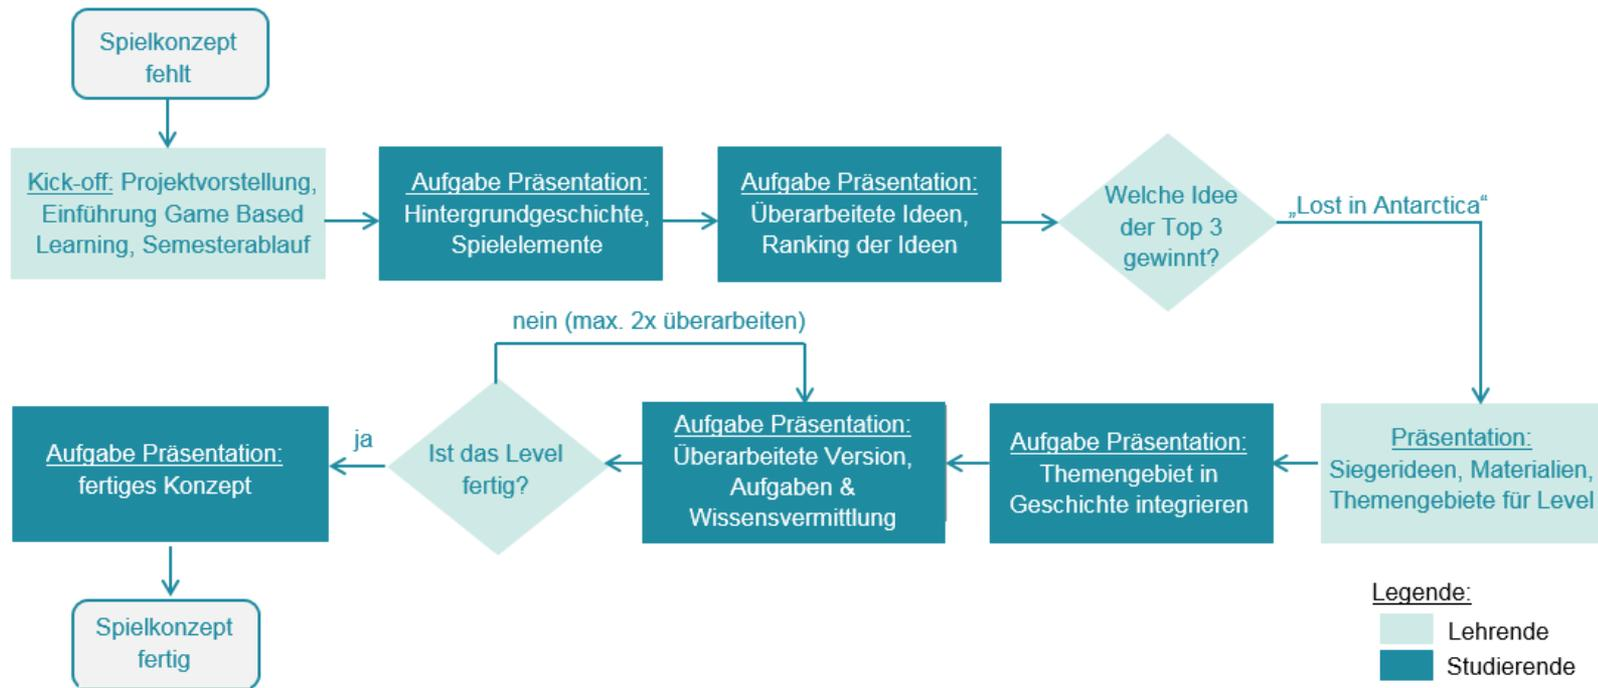 Spielkonzept
fehlt
Kick-off: Projektvorstellung,
Einführung Game Based
Learning, Semesterablauf
Aufgabe Präsentation:
Hintergrundgeschichte,
Spielelemente
Aufgabe Präsentation:
Überarbeitete Ideen,
Ranking der Ideen
Welche Idee
der Top 3
gewinnt?
„Lost in Antarctica“
Präsentation:
Siegerideen, Materialien,
Themengebiete für Level
Aufgabe Präsentation:
Themengebiet in
Geschichte integrieren
Aufgabe Präsentation:
Überarbeitete Version,
Aufgaben &
Wissensvermittlung
Ist das Level
fertig?
nein (max. 2x überarbeiten)
ja
Aufgabe Präsentation:
fertiges Konzept
Spielkonzept
fertig
Legende:
Lehrende
Studierende